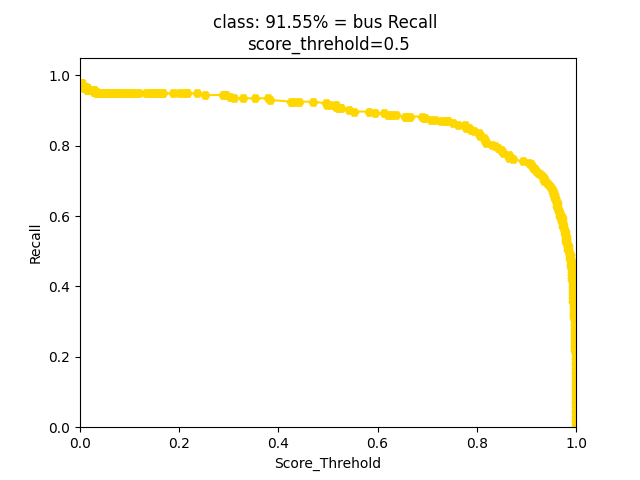 class: 91.55% = bus Recall
score_threhold=0.5
1.0
0.8
0.6
0.4
0.2
0.0
Recall
0.0 0.2 0.4 0.6 0.8 1.0
Score_Threhold